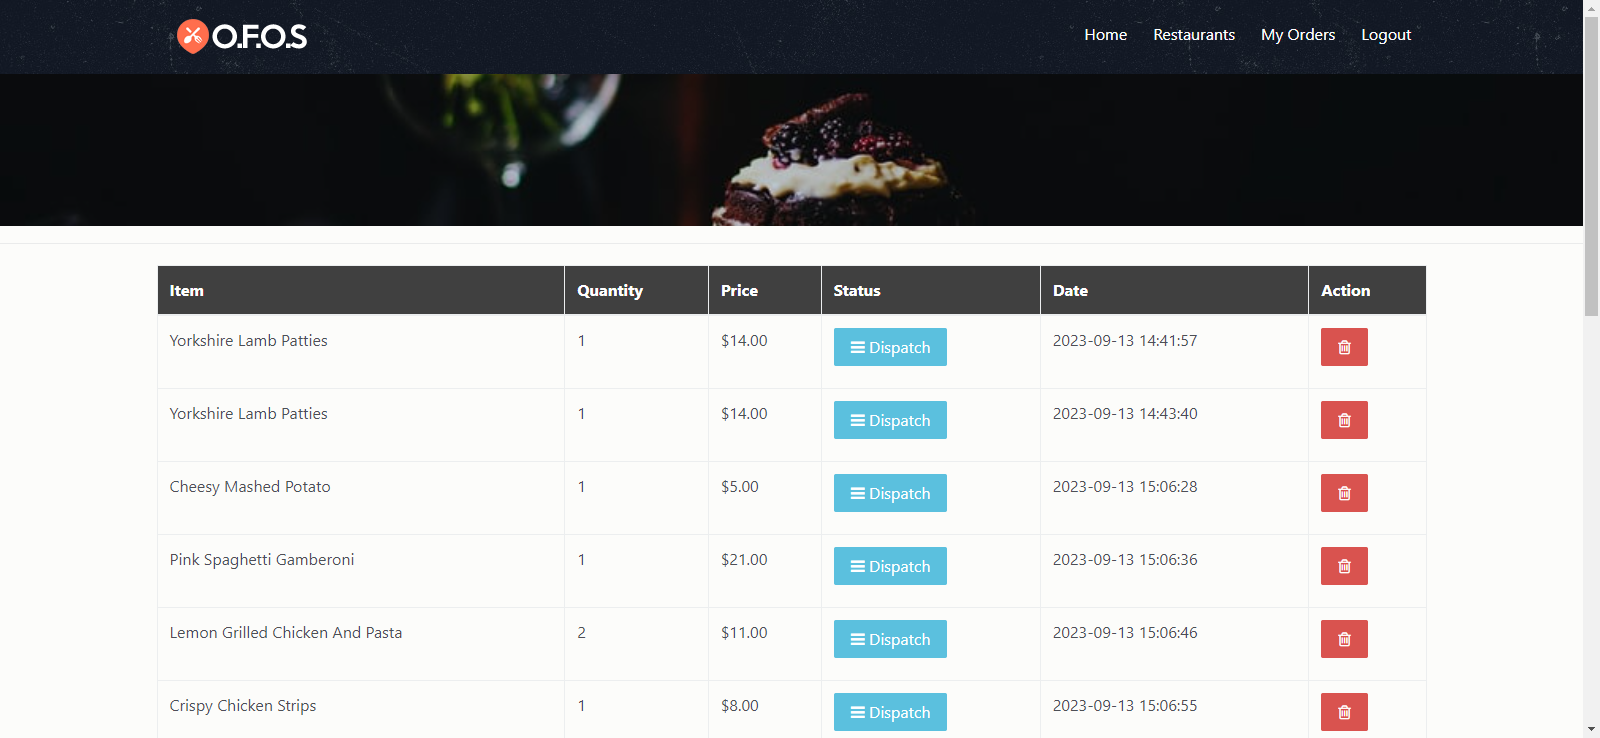 O.F.O.S
Home Restaurants My Orders Logout
Item Quantity Price Status Date Action
Yorkshire Lamb Patties 1 $14.00 Dispatch 2023-09-13 14:41:57
Yorkshire Lamb Patties 1 $14.00 Dispatch 2023-09-13 14:43:40
Cheesy Mashed Potato 1 $5.00 Dispatch 2023-09-13 15:06:28
Pink Spaghetti Gamberoni 1 $21.00 Dispatch 2023-09-13 15:06:36
Lemon Grilled Chicken And Pasta 2 $11.00 Dispatch 2023-09-13 15:06:46
Crispy Chicken Strips 1 $8.00 Dispatch 2023-09-13 15:06:55